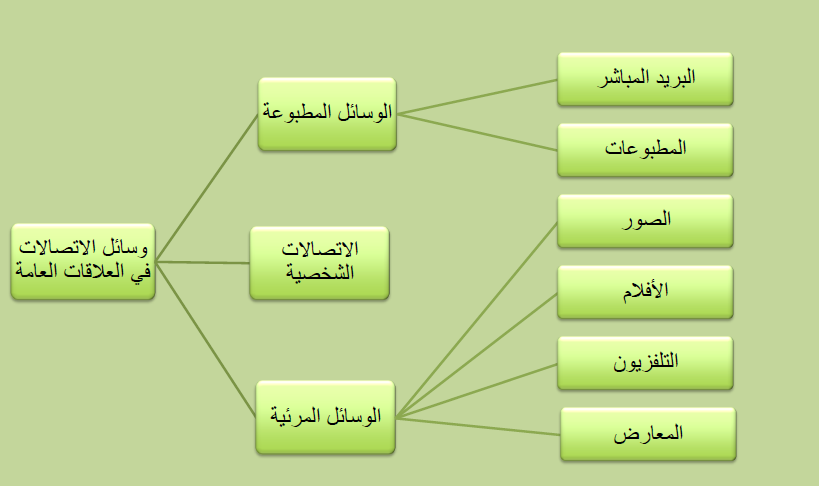 وسائل الاتصالات
في العلاقات العامة
الوسائل المطبوعة
البريد المباشر
المطبوعات
الاتصالات
الشخصية
الوسائل المرئية
الصور
الأفلام
التلفزيون
المعارض